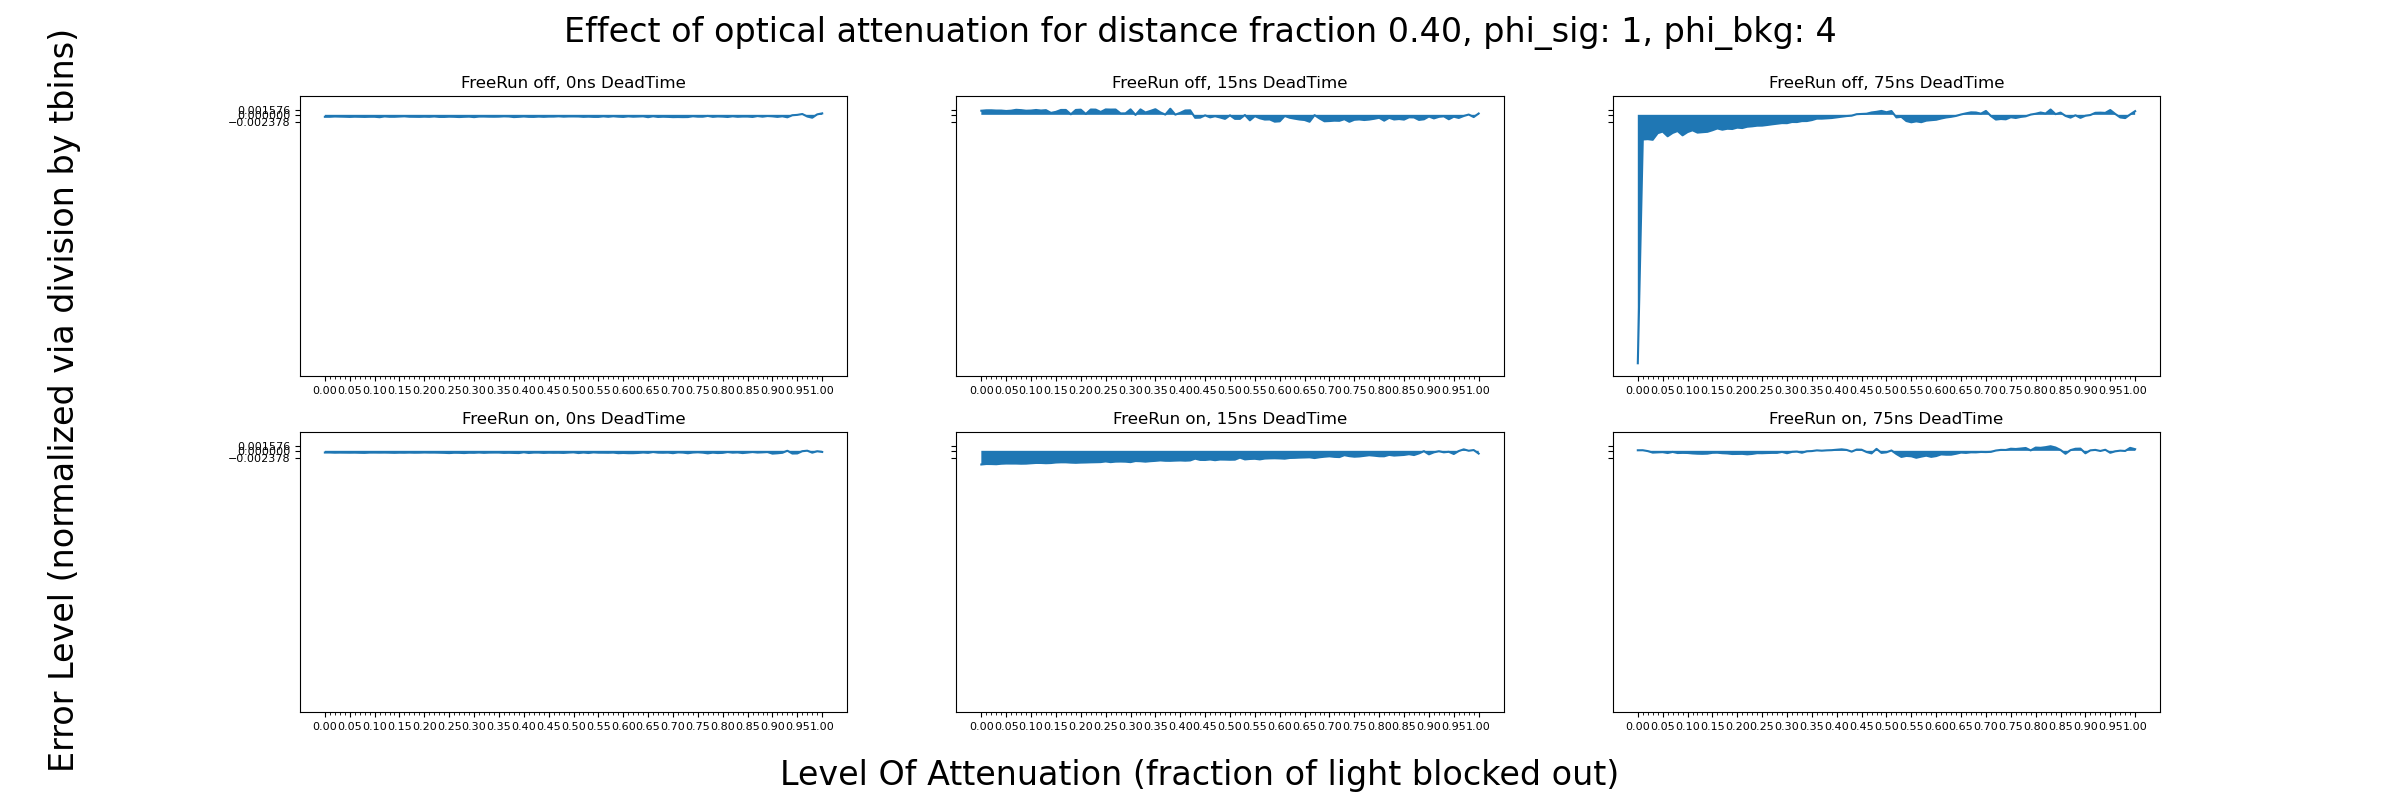 Effect of optical attenuation for distance fraction 0.40, phi_sig: 1, phi_bkg: 4
Error Level (normalized via division by tbins)
FreeRun off, 0ns DeadTime
0.001576
0.000000
−0.002378
0.00 0.05 0.10 0.15 0.20 0.25 0.30 0.35 0.40 0.45 0.50 0.55 0.60 0.65 0.70 0.75 0.80 0.85 0.90 0.95 1.00
FreeRun off, 15ns DeadTime
0.00 0.05 0.10 0.15 0.20 0.25 0.30 0.35 0.40 0.45 0.50 0.55 0.60 0.65 0.70 0.75 0.80 0.85 0.90 0.95 1.00
FreeRun off, 75ns DeadTime
0.00 0.05 0.10 0.15 0.20 0.25 0.30 0.35 0.40 0.45 0.50 0.55 0.60 0.65 0.70 0.75 0.80 0.85 0.90 0.95 1.00
FreeRun on, 0ns DeadTime
0.001576
0.000000
−0.002378
0.00 0.05 0.10 0.15 0.20 0.25 0.30 0.35 0.40 0.45 0.50 0.55 0.60 0.65 0.70 0.75 0.80 0.85 0.90 0.95 1.00
FreeRun on, 15ns DeadTime
0.00 0.05 0.10 0.15 0.20 0.25 0.30 0.35 0.40 0.45 0.50 0.55 0.60 0.65 0.70 0.75 0.80 0.85 0.90 0.95 1.00
FreeRun on, 75ns DeadTime
0.00 0.05 0.10 0.15 0.20 0.25 0.30 0.35 0.40 0.45 0.50 0.55 0.60 0.65 0.70 0.75 0.80 0.85 0.90 0.95 1.00
Level Of Attenuation (fraction of light blocked out)